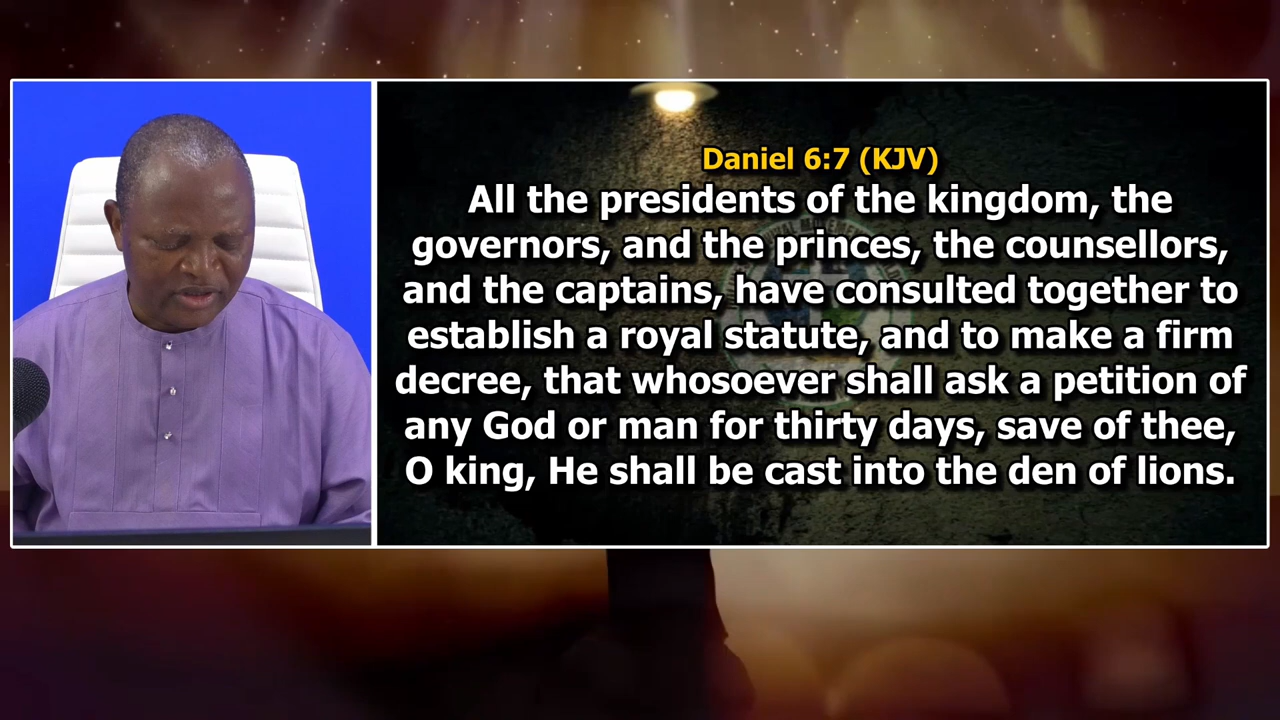 Daniel 6:7 (KJV)
All the presidents of the kingdom, the
governors, and the princes, the counsellors,
and the captains, have consulted together to
establish a royal statute, and to make a firm
decree, that whosoever shall ask a petition of
any God or man for thirty days, save of thee,
O king, He shall be cast into the den of lions.